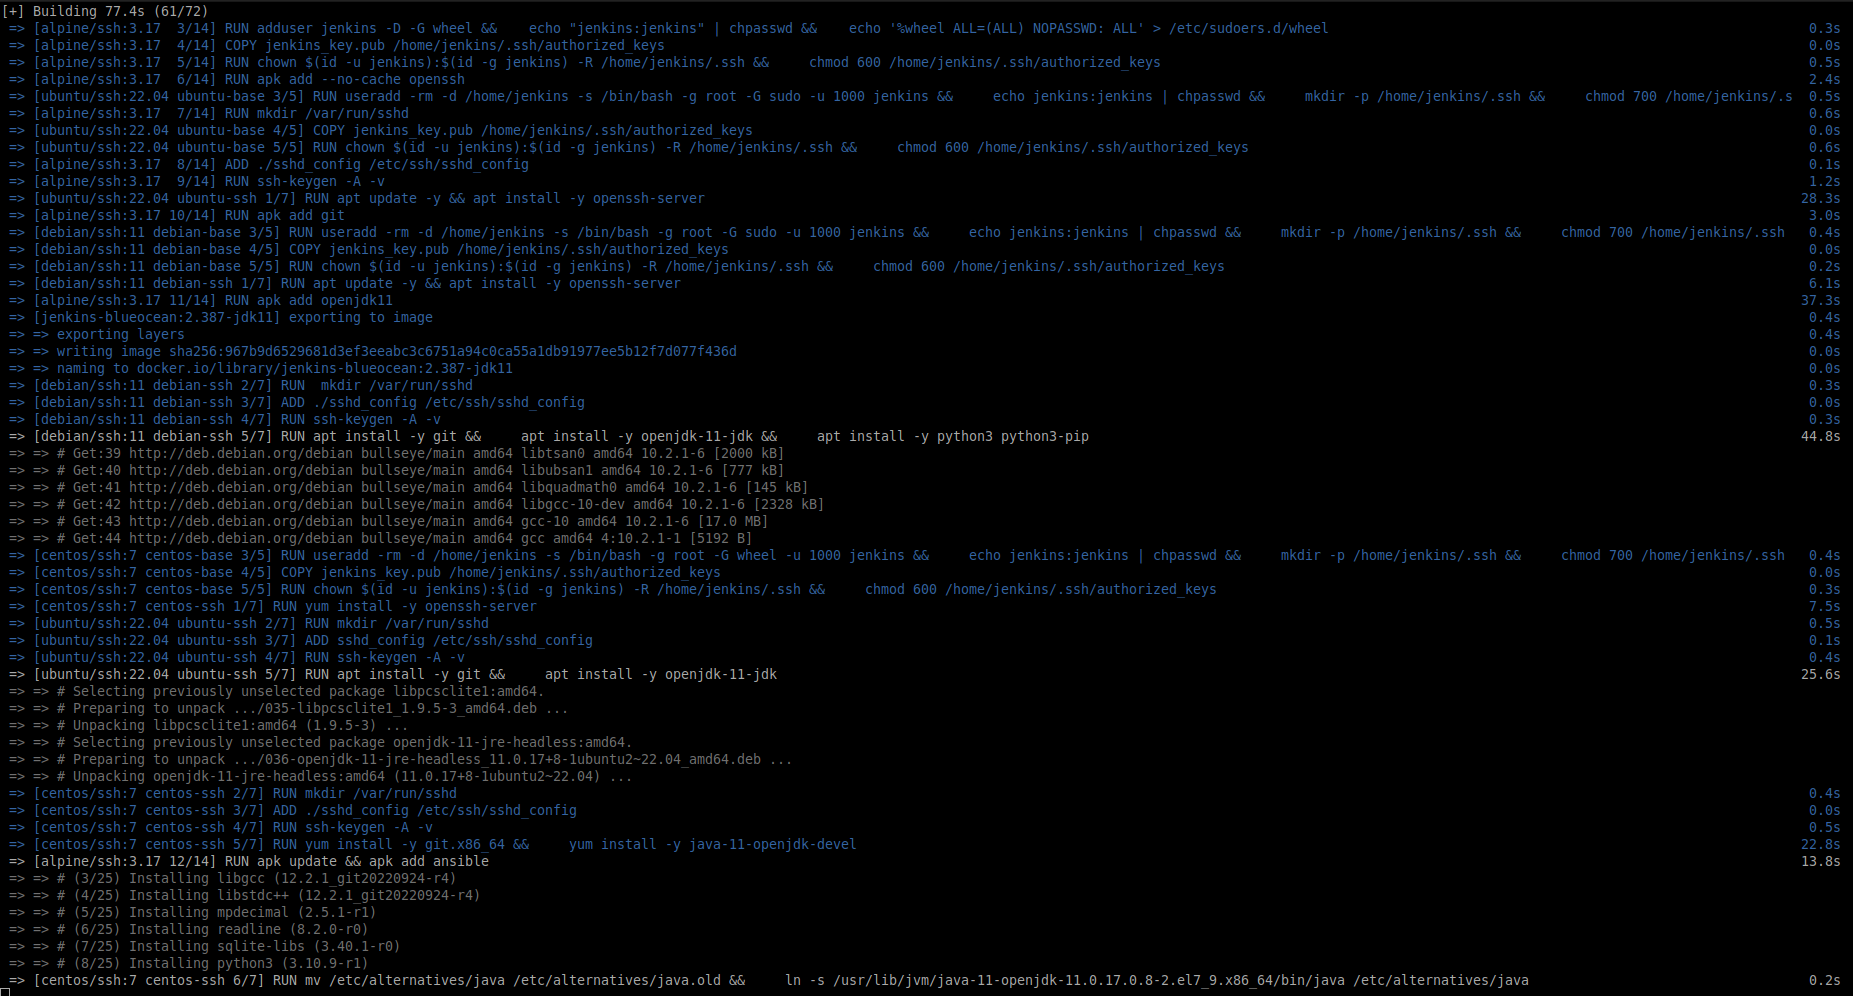 [+] Building 77.4s (61/72)
=> [alpine/ssh:3.17  3/14] RUN adduser jenkins -D -G wheel &&    echo "jenkins:jenkins" | chpasswd &&    echo '%wheel ALL=(ALL) NOPASSWD: ALL' > /etc/sudoers.d/wheel 0.3s
=> [alpine/ssh:3.17  4/14] COPY jenkins_key.pub /home/jenkins/.ssh/authorized_keys 0.0s
=> [alpine/ssh:3.17  5/14] RUN chown $(id -u jenkins):$(id -g jenkins) -R /home/jenkins/.ssh &&     chmod 600 /home/jenkins/.ssh/authorized_keys 0.5s
=> [alpine/ssh:3.17  6/14] RUN apk add --no-cache openssh 2.4s
=> [ubuntu/ssh:22.04 ubuntu-base 3/5] RUN useradd -rm -d /home/jenkins -s /bin/bash -g root -G sudo -u 1000 jenkins &&     echo jenkins:jenkins | chpasswd &&     mkdir -p /home/jenkins/.ssh &&     chmod 700 /home/jenkins/.s 0.5s
=> [alpine/ssh:3.17  7/14] RUN mkdir /var/run/sshd 0.6s
=> [ubuntu/ssh:22.04 ubuntu-base 4/5] COPY jenkins_key.pub /home/jenkins/.ssh/authorized_keys 0.0s
=> [ubuntu/ssh:22.04 ubuntu-base 5/5] RUN chown $(id -u jenkins):$(id -g jenkins) -R /home/jenkins/.ssh &&     chmod 600 /home/jenkins/.ssh/authorized_keys 0.6s
=> [alpine/ssh:3.17  8/14] ADD ./sshd_config /etc/ssh/sshd_config 0.1s
=> [alpine/ssh:3.17  9/14] RUN ssh-keygen -A -v 1.2s
=> [ubuntu/ssh:22.04 ubuntu-ssh 1/7] RUN apt update -y && apt install -y openssh-server 28.3s
=> [alpine/ssh:3.17 10/14] RUN apk add git 3.0s
=> [debian/ssh:11 debian-base 3/5] RUN useradd -rm -d /home/jenkins -s /bin/bash -g root -G sudo -u 1000 jenkins &&     echo jenkins:jenkins | chpasswd &&     mkdir -p /home/jenkins/.ssh &&     chmod 700 /home/jenkins/.ssh 0.4s
=> [debian/ssh:11 debian-base 4/5] COPY jenkins_key.pub /home/jenkins/.ssh/authorized_keys 0.0s
=> [debian/ssh:11 debian-base 5/5] RUN chown $(id -u jenkins):$(id -g jenkins) -R /home/jenkins/.ssh &&     chmod 600 /home/jenkins/.ssh/authorized_keys 0.2s
=> [debian/ssh:11 debian-ssh 1/7] RUN apt update -y && apt install -y openssh-server 6.1s
=> [alpine/ssh:3.17 11/14] RUN apk add openjdk11 37.3s
=> [jenkins-blueocean:2.387-jdk11] exporting to image 0.4s
=> => exporting layers 0.4s
=> => writing image sha256:967b9d6529681d3ef3eeabc3c6751a94c0ca55a1db91977ee5b12f7d077f436d 0.0s
=> => naming to docker.io/library/jenkins-blueocean:2.387-jdk11 0.0s
=> [debian/ssh:11 debian-ssh 2/7] RUN  mkdir /var/run/sshd 0.3s
=> [debian/ssh:11 debian-ssh 3/7] ADD ./sshd_config /etc/ssh/sshd_config 0.0s
=> [debian/ssh:11 debian-ssh 4/7] RUN ssh-keygen -A -v 0.3s
=> [debian/ssh:11 debian-ssh 5/7] RUN apt install -y git &&     apt install -y openjdk-11-jdk &&     apt install -y python3 python3-pip 44.8s
=> => # Get:39 http://deb.debian.org/debian bullseye/main amd64 libtsan0 amd64 10.2.1-6 [2000 kB]
=> => # Get:40 http://deb.debian.org/debian bullseye/main amd64 libubsan1 amd64 10.2.1-6 [777 kB]
=> => # Get:41 http://deb.debian.org/debian bullseye/main amd64 libquadmath0 amd64 10.2.1-6 [145 kB]
=> => # Get:42 http://deb.debian.org/debian bullseye/main amd64 libgcc-10-dev amd64 10.2.1-6 [2328 kB]
=> => # Get:43 http://deb.debian.org/debian bullseye/main amd64 gcc-10 amd64 10.2.1-6 [17.0 MB]
=> => # Get:44 http://deb.debian.org/debian bullseye/main amd64 gcc amd64 4:10.2.1-1 [5192 B]
=> [centos/ssh:7 centos-base 3/5] RUN useradd -rm -d /home/jenkins -s /bin/bash -g root -G wheel -u 1000 jenkins &&     echo jenkins:jenkins | chpasswd &&     mkdir -p /home/jenkins/.ssh &&     chmod 700 /home/jenkins/.ssh 0.4s
=> [centos/ssh:7 centos-base 4/5] COPY jenkins_key.pub /home/jenkins/.ssh/authorized_keys 0.0s
=> [centos/ssh:7 centos-base 5/5] RUN chown $(id -u jenkins):$(id -g jenkins) -R /home/jenkins/.ssh &&     chmod 600 /home/jenkins/.ssh/authorized_keys 0.3s
=> [centos/ssh:7 centos-ssh 1/7] RUN yum install -y openssh-server 7.5s
=> [ubuntu/ssh:22.04 ubuntu-ssh 2/7] RUN mkdir /var/run/sshd 0.5s
=> [ubuntu/ssh:22.04 ubuntu-ssh 3/7] ADD sshd_config /etc/ssh/sshd_config 0.1s
=> [ubuntu/ssh:22.04 ubuntu-ssh 4/7] RUN ssh-keygen -A -v 0.4s
=> [ubuntu/ssh:22.04 ubuntu-ssh 5/7] RUN apt install -y git &&     apt install -y openjdk-11-jdk 25.6s
=> => # Selecting previously unselected package libpcsclite1:amd64.
=> => # Preparing to unpack .../035-libpcsclite1_1.9.5-3_amd64.deb ...
=> => # Unpacking libpcsclite1:amd64 (1.9.5-3) ...
=> => # Selecting previously unselected package openjdk-11-jre-headless:amd64.
=> => # Preparing to unpack .../036-openjdk-11-jre-headless_11.0.17+8-1ubuntu2~22.04_amd64.deb ...
=> => # Unpacking openjdk-11-jre-headless:amd64 (11.0.17+8-1ubuntu2~22.04) ...
=> [centos/ssh:7 centos-ssh 2/7] RUN mkdir /var/run/sshd 0.4s
=> [centos/ssh:7 centos-ssh 3/7] ADD ./sshd_config /etc/ssh/sshd_config 0.0s
=> [centos/ssh:7 centos-ssh 4/7] RUN ssh-keygen -A -v 0.5s
=> [centos/ssh:7 centos-ssh 5/7] RUN yum install -y git.x86_64 &&     yum install -y java-11-openjdk-devel 22.8s
=> [alpine/ssh:3.17 12/14] RUN apk update && apk add ansible 13.8s
=> => # (3/25) Installing libgcc (12.2.1_git20220924-r4)
=> => # (4/25) Installing libstdc++ (12.2.1_git20220924-r4)
=> => # (5/25) Installing mpdecimal (2.5.1-r1)
=> => # (6/25) Installing readline (8.2.0-r0)
=> => # (7/25) Installing sqlite-libs (3.40.1-r0)
=> => # (8/25) Installing python3 (3.10.9-r1)
=> [centos/ssh:7 centos-ssh 6/7] RUN mv /etc/alternatives/java /etc/alternatives/java.old &&     ln -s /usr/lib/jvm/java-11-openjdk-11.0.17.0.8-2.el7_9.x86_64/bin/java /etc/alternatives/java 0.2s